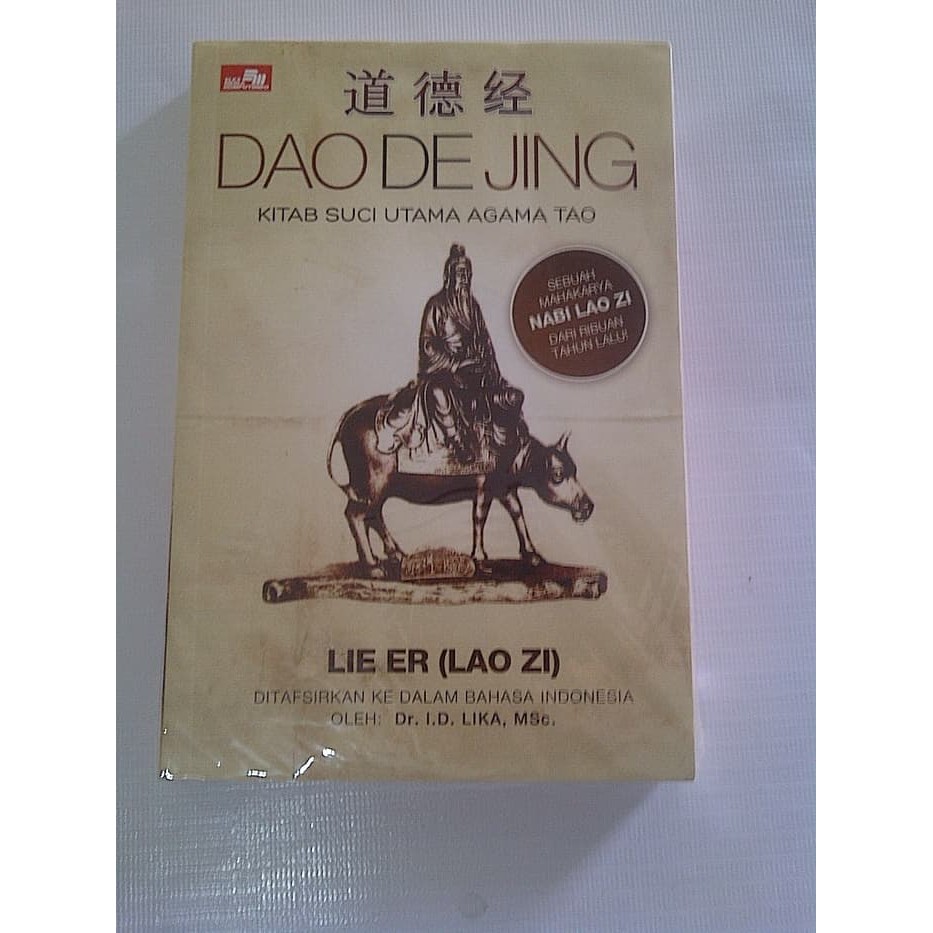 道德经
DAO DE JING
KITAB SUCI UTAMA AGAMA TAO
SEBUAH
MAHAKARYA
NABI LAO ZI
DARI RIBUAN
TAHUN LALU!
LIE ER (LAO ZI)
DITAFSIRKAN KE DALAM BAHASA INDONESIA
OLEH: Dr. I.D. LIKA, MSc.